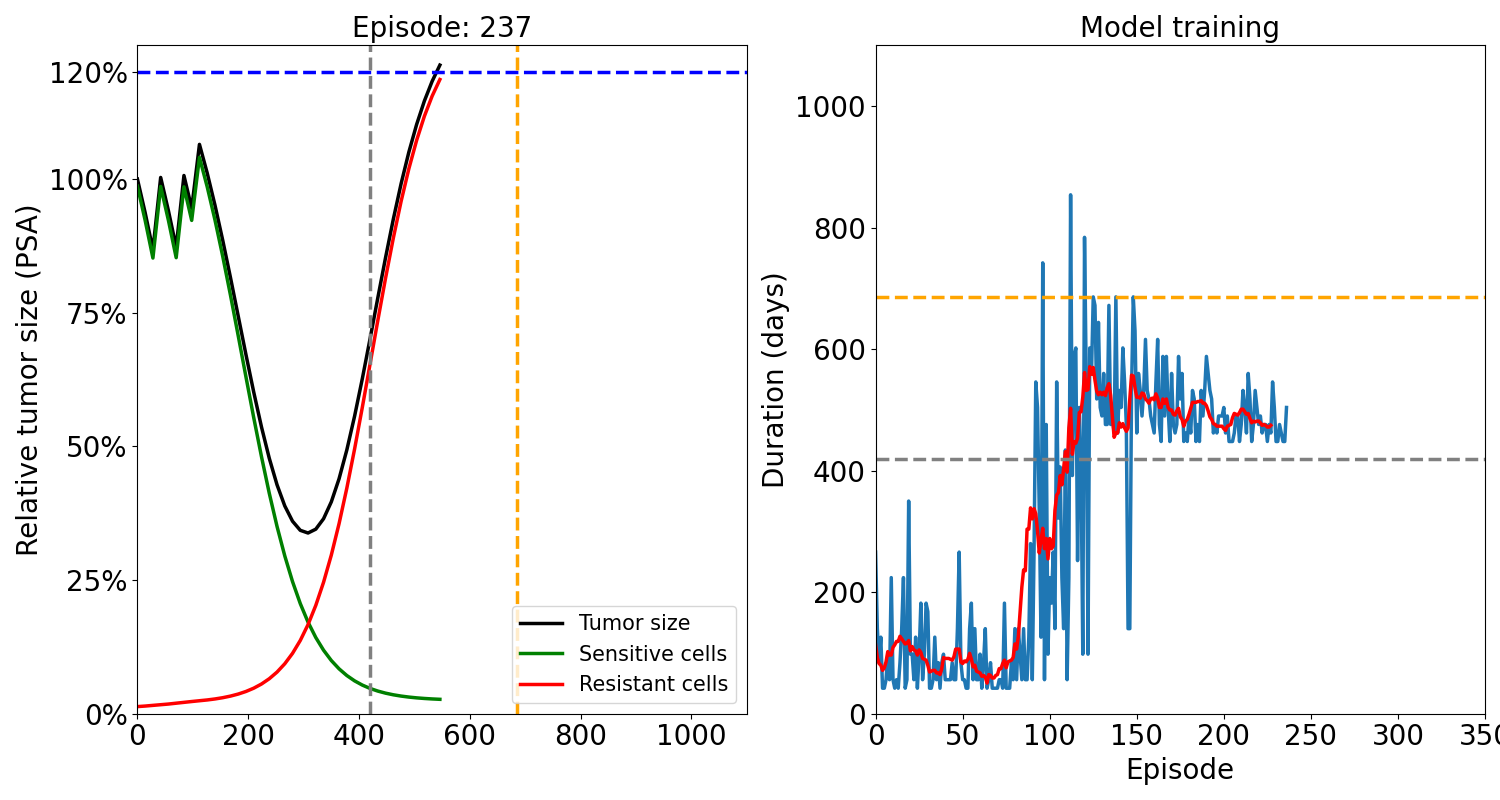 Episode: 237
Relative tumor size (PSA)
120%
100%
75%
50%
25%
0%
0 200 400 600 800 1000
Tumor size
Sensitive cells
Resistant cells
Model training
Duration (days)
1000
800
600
400
200
0
0 50 100 150 200 250 300 350
Episode